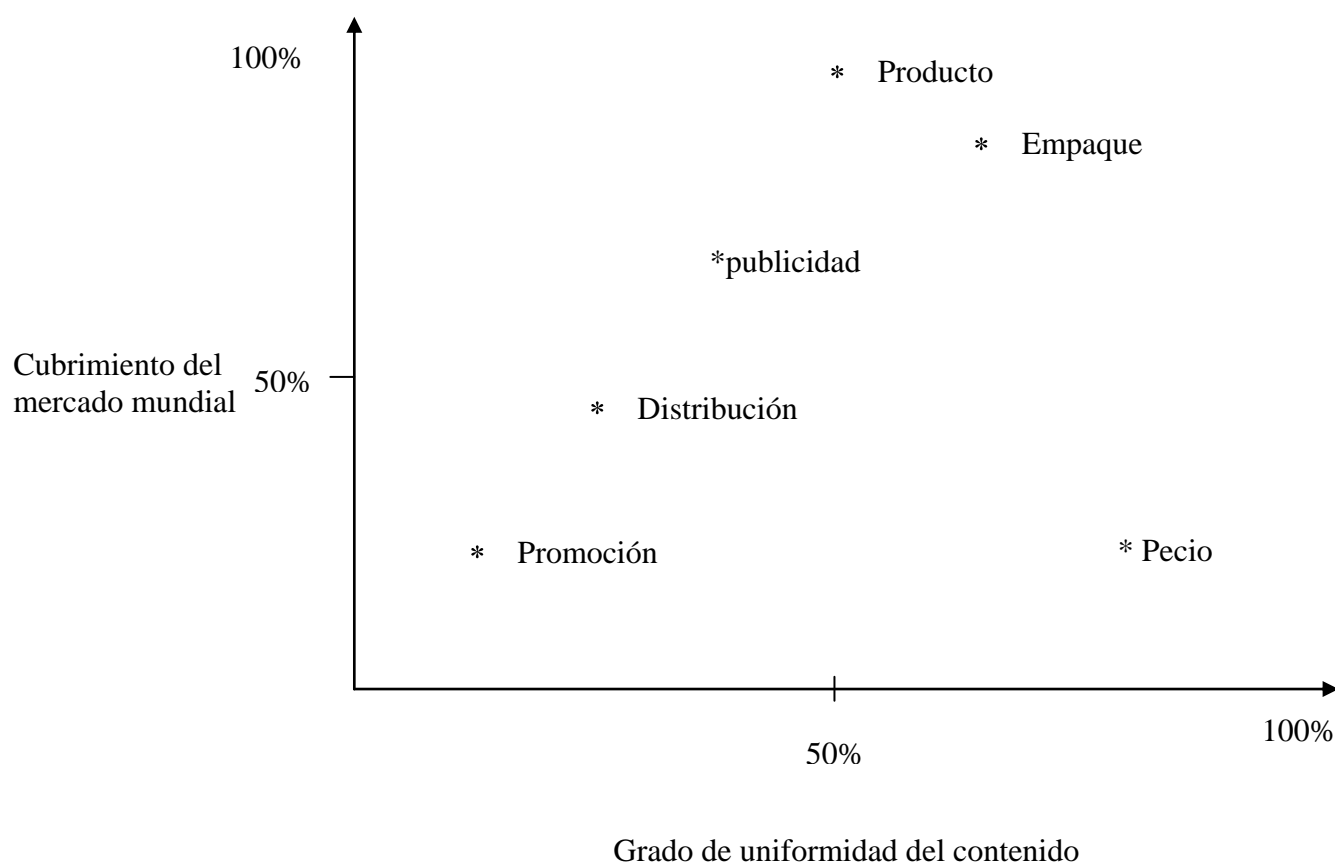 100%
* Producto
* Empaque
*publicidad
Cubrimiento del
mercado mundial
50%
* Distribución
* Promoción
* Pecio
100%
50%
Grado de uniformidad del contenido